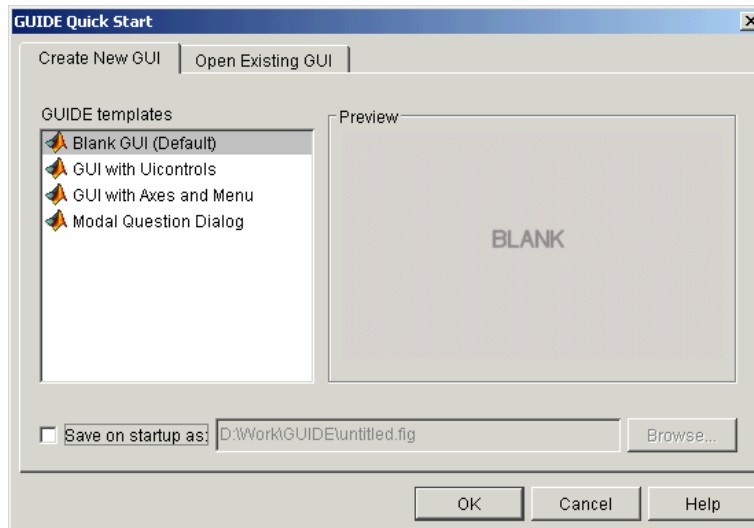 GUIDE Quick Start
Create New GUI
Open Existing GUI
GUIDE templates
Blank GUI (Default)
GUI with Uicontrols
GUI with Axes and Menu
Modal Question Dialog
Preview
BLANK
Save on startup as:
D:\Work\GUIDE\untitled.fig
Browse...
OK
Cancel
Help